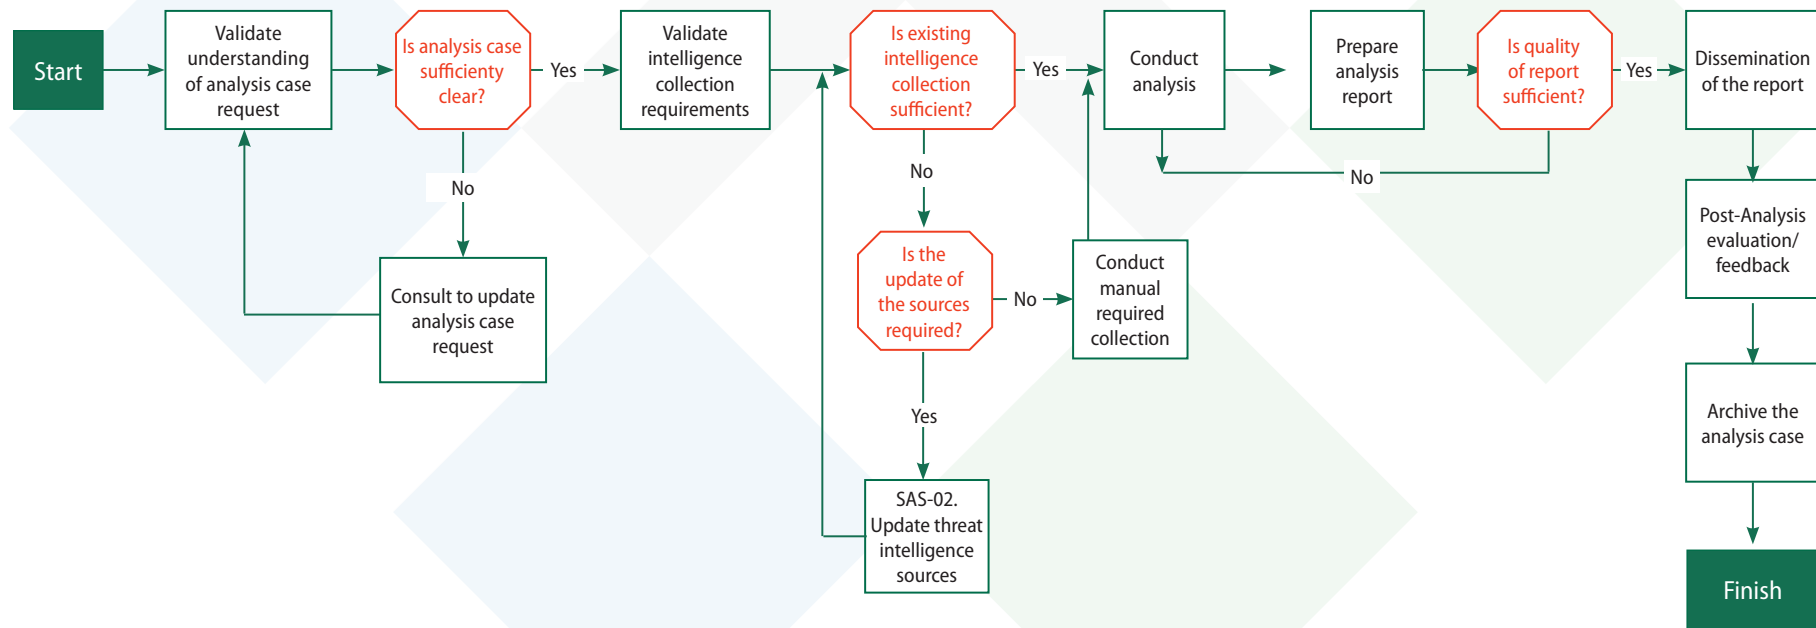 Start
Validate
understanding
of analysis case
request
Is analysis case
sufficienty
clear?
Yes
No
Consult to update
analysis case
request
Validate
intelligence
collection
requirements
Is existing
intelligence
collection
sufficient?
Yes
No
Is the
update of
the sources
required?
No
Conduct
manual
required
collection
Yes
SAS-02.
Update threat
intelligence
sources
Conduct
analysis
Prepare
analysis
report
Is quality
of report
sufficient?
No
Yes
Dissemination
of the report
Post-Analysis
evaluation/
feedback
Archive the
analysis case
Finish